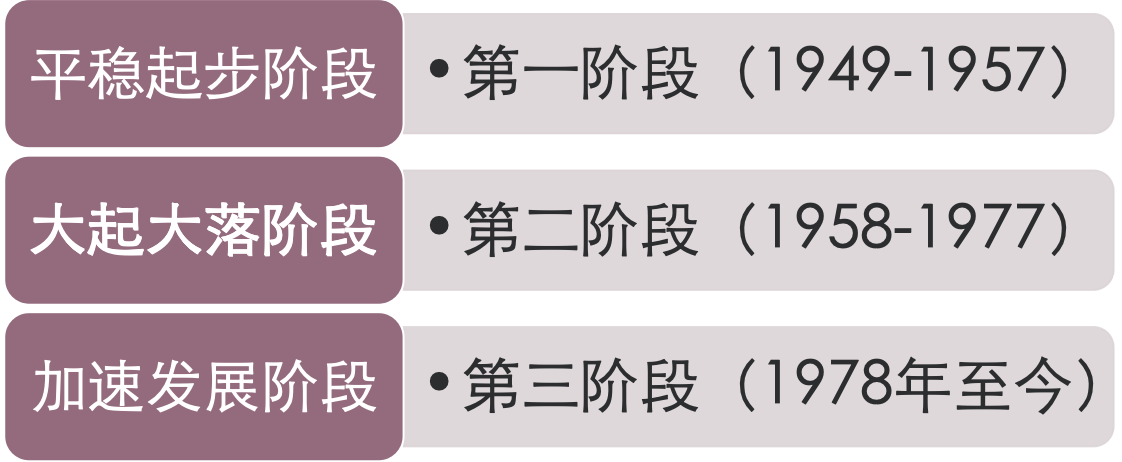 平稳起步阶段
• 第一阶段（1949-1957）
大起大落阶段
• 第二阶段（1958-1977）
加速发展阶段
• 第三阶段（1978年至今）